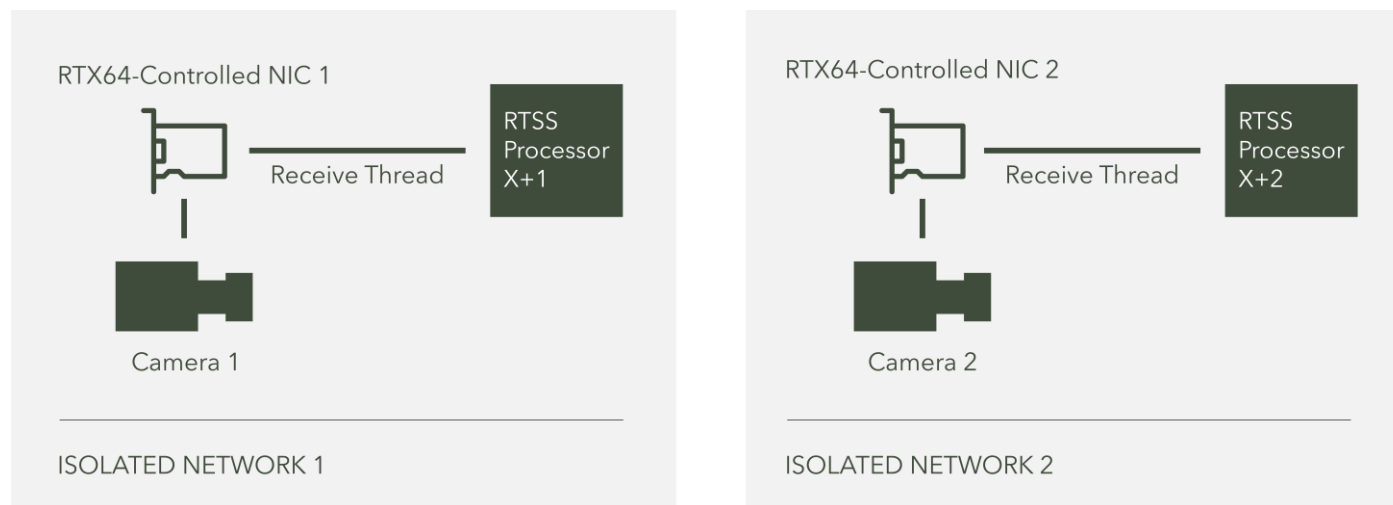 RTX64-Controlled NIC 1
RTSS
Processor
X+1
Receive Thread
Camera 1
ISOLATED NETWORK 1
RTX64-Controlled NIC 2
RTSS
Processor
X+2
Receive Thread
Camera 2
ISOLATED NETWORK 2